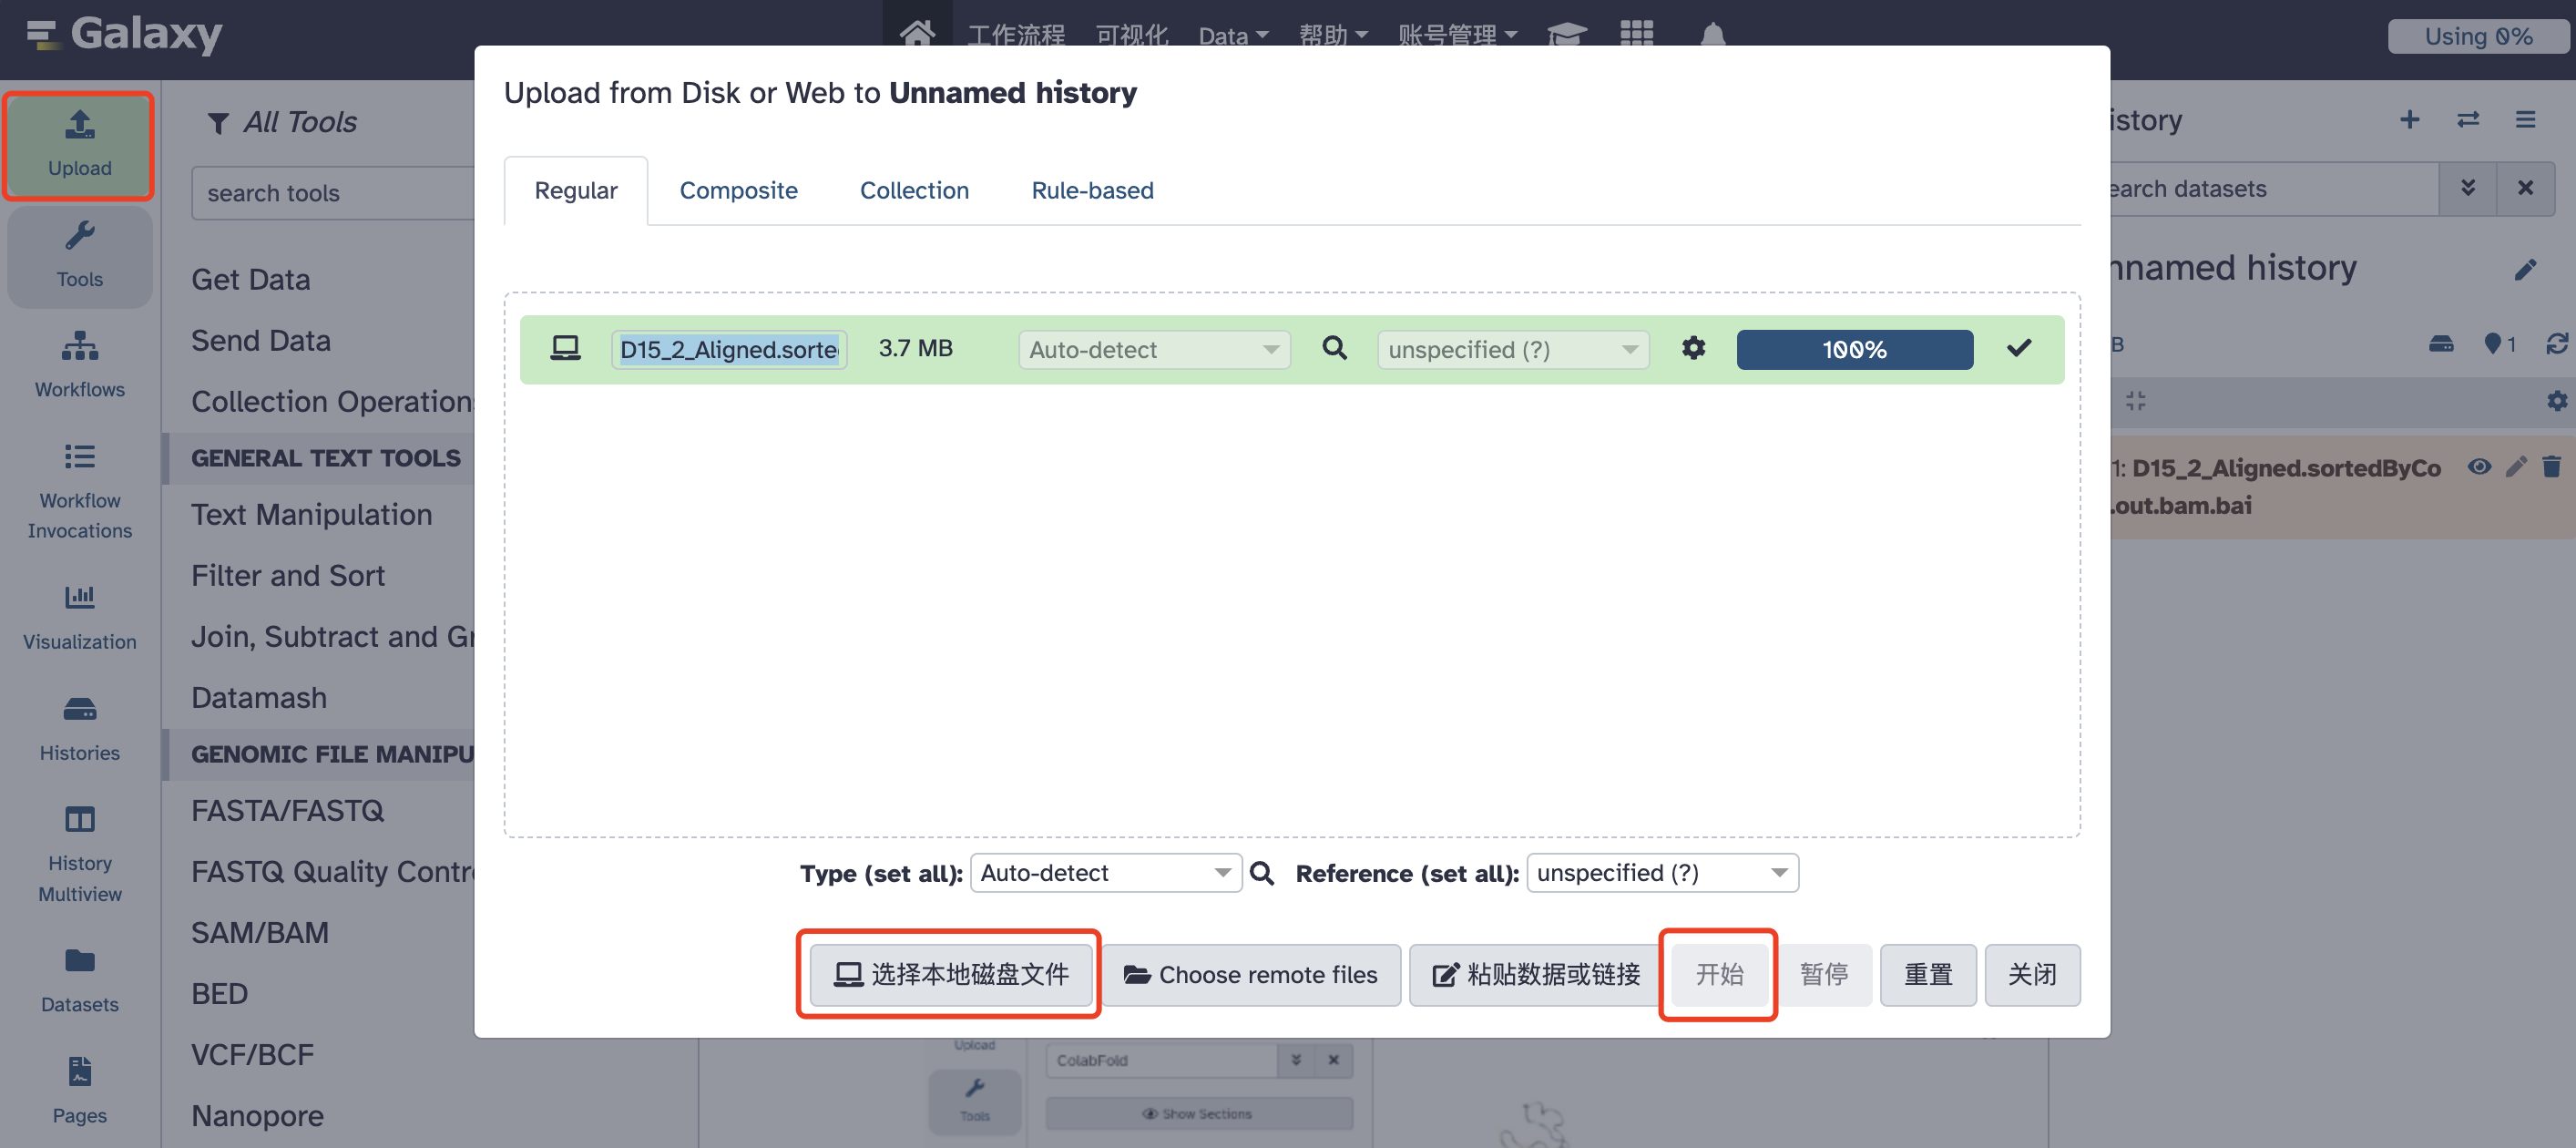 Galaxy
工作流程 可视化 Data 帮助 账号管理
Using 0%
Upload
Tools
Workflows
Workflow
Invocations
Visualization
Histories
History
Multiview
Datasets
Pages
All Tools
search tools
Get Data
Send Data
Collection Operation
GENERAL TEXT TOOLS
Text Manipulation
Filter and Sort
Join, Subtract and Gr
Datamash
GENOMIC FILE MANIPU
FASTA/FASTQ
FASTQ Quality Contr
SAM/BAM
BED
VCF/BCF
Nanopore
Upload from Disk or Web to Unnamed history
Regular Composite Collection Rule-based
D15_2_Aligned.sorte 3.7 MB Auto-detect unspecified (?) 100%
Type (set all): Auto-detect Reference (set all): unspecified (?)
选择本地磁盘文件 Choose remote files 粘贴数据或链接 开始 暂停 重置 关闭
Upload
ColabFold
Tools
Show Sections
istory
earch datasets
nnamed history
B 1
1: D15_2_Aligned.sortedByCo
.out.bam.bai